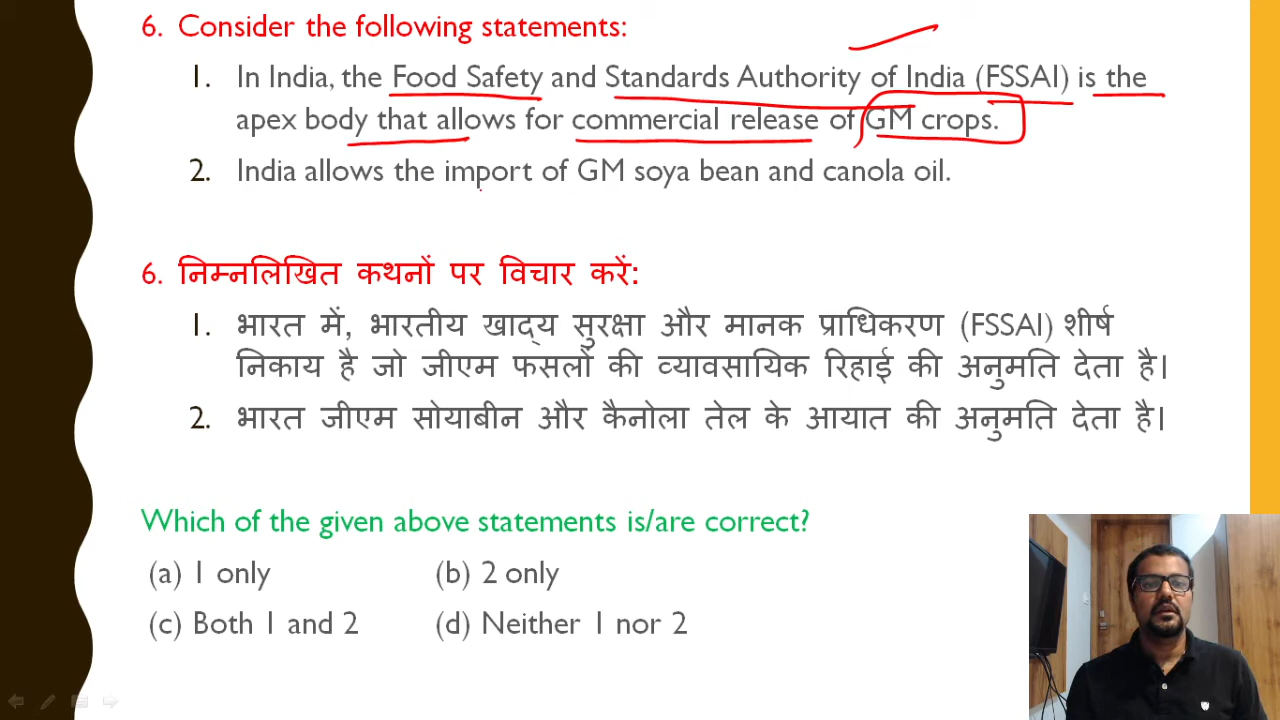 6. Consider the following statements:
1. In India, the Food Safety and Standards Authority of India (FSSAI) is the
apex body that allows for commercial release of GM crops.
2. India allows the import of GM soya bean and canola oil.
6. निम्नलिखित कथनों पर विचार करें:
1. भारत में, भारतीय खाद्य सुरक्षा और मानक प्राधिकरण (FSSAI) शीर्ष
निकाय है जो जीएम फसलों की व्यावसायिक रिहाई की अनुमति देता है।
2. भारत जीएम सोयाबीन और कैनोला तेल के आयात की अनुमति देता है।
Which of the given above statements is/are correct?
(a) 1 only (b) 2 only
(c) Both 1 and 2 (d) Neither 1 nor 2